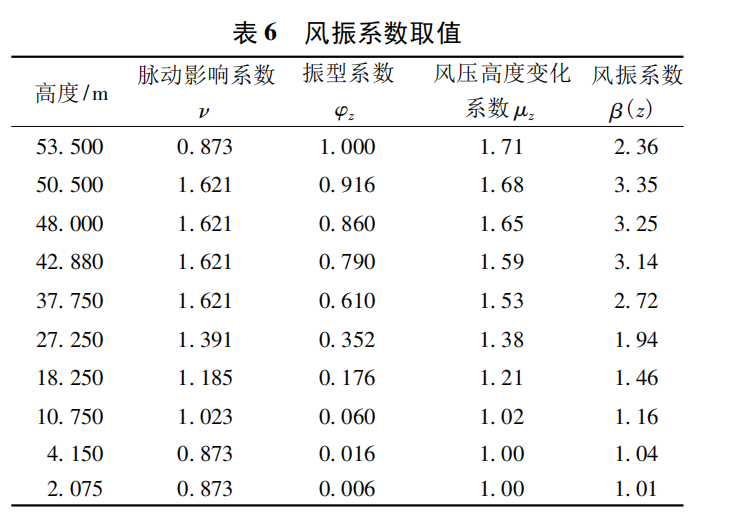 表 6 风振系数取值
高度/m 脉动影响系数 ν 振型系数 φz 风压高度变化系数 μz 风振系数 β(z)
53.500 0.873 1.000 1.71 2.36
50.500 1.621 0.916 1.68 3.35
48.000 1.621 0.860 1.65 3.25
42.880 1.621 0.790 1.59 3.14
37.750 1.621 0.610 1.53 2.72
27.250 1.391 0.352 1.38 1.94
18.250 1.185 0.176 1.21 1.46
10.750 1.023 0.060 1.02 1.16
4.150 0.873 0.016 1.00 1.04
2.075 0.873 0.006 1.00 1.01